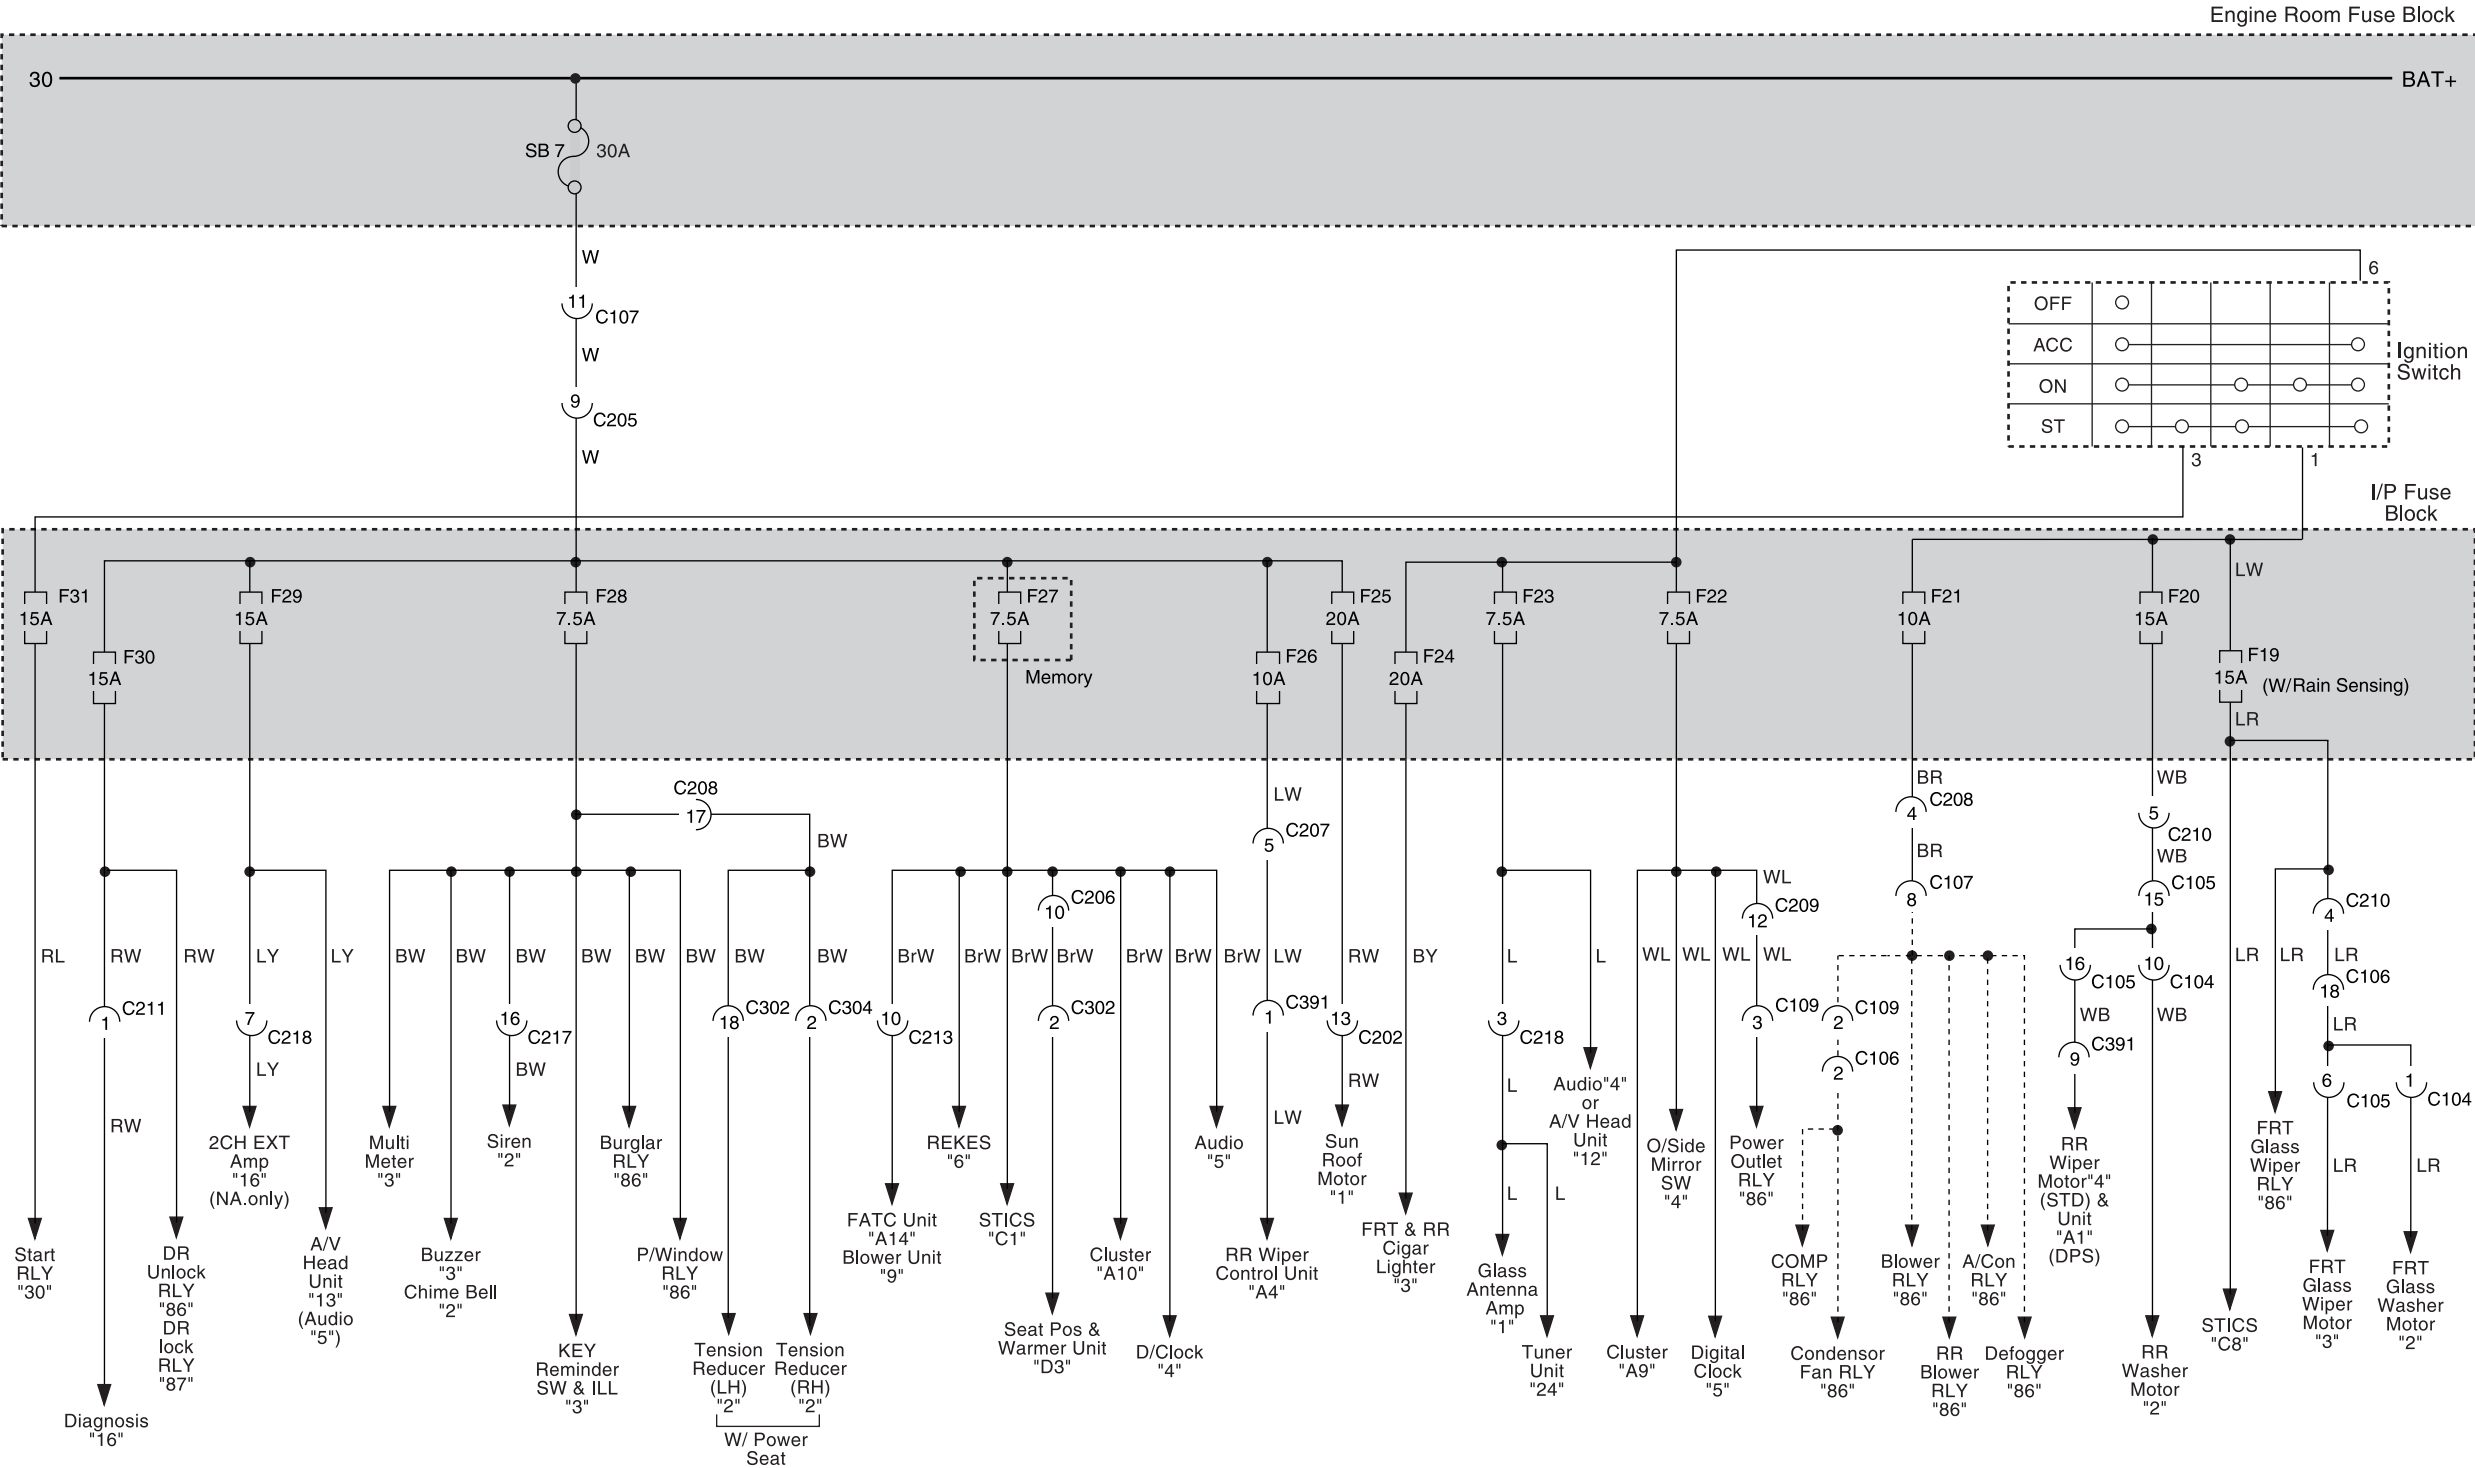 Engine Room Fuse Block
30
BAT+
SB 7
30A
W
11
C107
W
9
C205
W
6
OFF
ACC
ON
ST
Ignition
Switch
3
1
I/P Fuse
Block
F31
15A
F30
15A
F29
15A
F28
7.5A
F27
7.5A
Memory
F26
10A
F25
20A
F24
20A
F23
7.5A
F22
7.5A
F21
10A
F20
15A
LW
F19
15A
(W/Rain Sensing)
LR
C208
17
BW
LW
C207
5
BR
C208
4
BR
C107
8
WB
5
C210
WB
C105
15
C206
10
WL
C209
12
C210
4
RL
RW
RW
LY
LY
BW
BW
BW
BW
BW
BW
BW
BW
BrW
BrW
BrW
BrW
BrW
BrW
BrW
LW
RW
BY
L
L
WL
WL
WL
WL
16
C105
10
C104
LR
LR
LR
C106
18
C211
1
7
C218
16
C217
C302
18
C304
2
10
C213
C302
2
C391
1
13
C202
3
C218
C109
3
C109
2
C106
2
WB
WB
C391
9
LR
6
C105
1
C104
RW
LY
BW
LW
RW
L
L
L
LR
LR
Start
RLY
"30"
Diagnosis
"16"
DR
Unlock
RLY
"86"
DR
lock
RLY
"87"
2CH EXT
Amp
"16"
(NA.only)
A/V
Head
Unit
"13"
(Audio
"5")
Multi
Meter
"3"
Buzzer
"3"
Chime Bell
"2"
Siren
"2"
KEY
Reminder
SW & ILL
"3"
Burglar
RLY
"86"
P/Window
RLY
"86"
Tension
Reducer
(LH)
"2"
Tension
Reducer
(RH)
"2"
W/ Power
Seat
FATC Unit
"A14"
Blower Unit
"9"
REKES
"6"
STICS
"C1"
Seat Pos &
Warmer Unit
"D3"
Cluster
"A10"
D/Clock
"4"
Audio
"5"
RR Wiper
Control Unit
"A4"
Sun
Roof
Motor
"1"
FRT & RR
Cigar
Lighter
"3"
Glass
Antenna
Amp
"1"
Tuner
Unit
"24"
Audio"4"
or
A/V Head
Unit
"12"
Cluster
"A9"
O/Side
Mirror
SW
"4"
Digital
Clock
"5"
Power
Outlet
RLY
"86"
COMP
RLY
"86"
Condensor
Fan RLY
"86"
Blower
RLY
"86"
RR
Blower
RLY
"86"
A/Con
RLY
"86"
Defogger
RLY
"86"
RR
Wiper
Motor"4"
(STD) &
Unit
"A1"
(DPS)
RR
Washer
Motor
"2"
STICS
"C8"
FRT
Glass
Wiper
RLY
"86"
FRT
Glass
Wiper
Motor
"3"
FRT
Glass
Washer
Motor
"2"